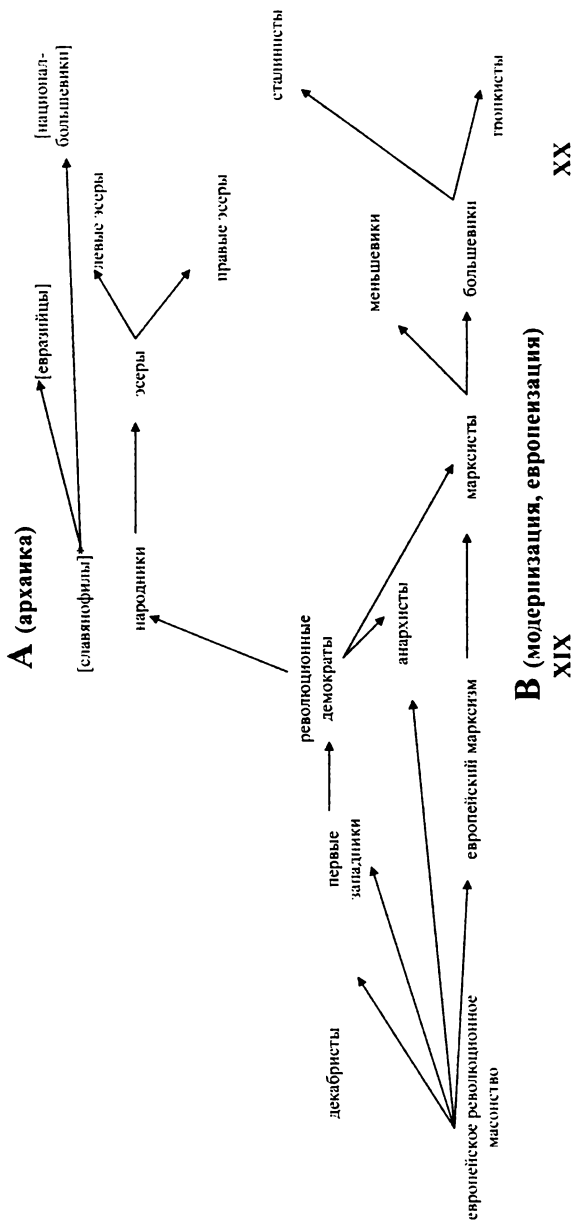 А (архаика)
[евразийцы]
[национал-
большевики]
[славянофилы]
левые эсеры
народники
эсеры
правые эсеры
сталинисты
революционные
демократы
декабристы
первые
западники
меньшевики
анархисты
европейское революционное
масонство
европейский марксизм
марксисты
большевики
троцкисты
В (модернизация, европеизация)
XIX
XX